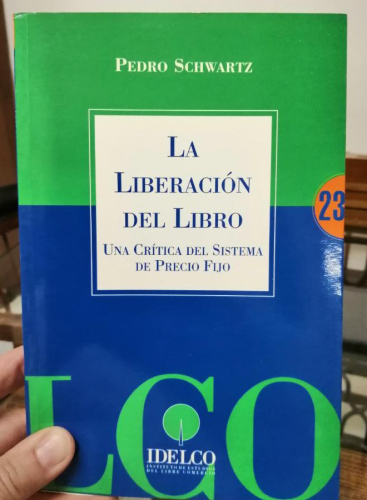 PEDRO SCHWARTZ
LA
LIBERACIÓN
DEL LIBRO
UNA CRÍTICA DEL SISTEMA
DE PRECIO FIJO
23
LCO
IDELCO
INSTITUTO DE ESTUDIOS
DEL LIBRE COMERCIO